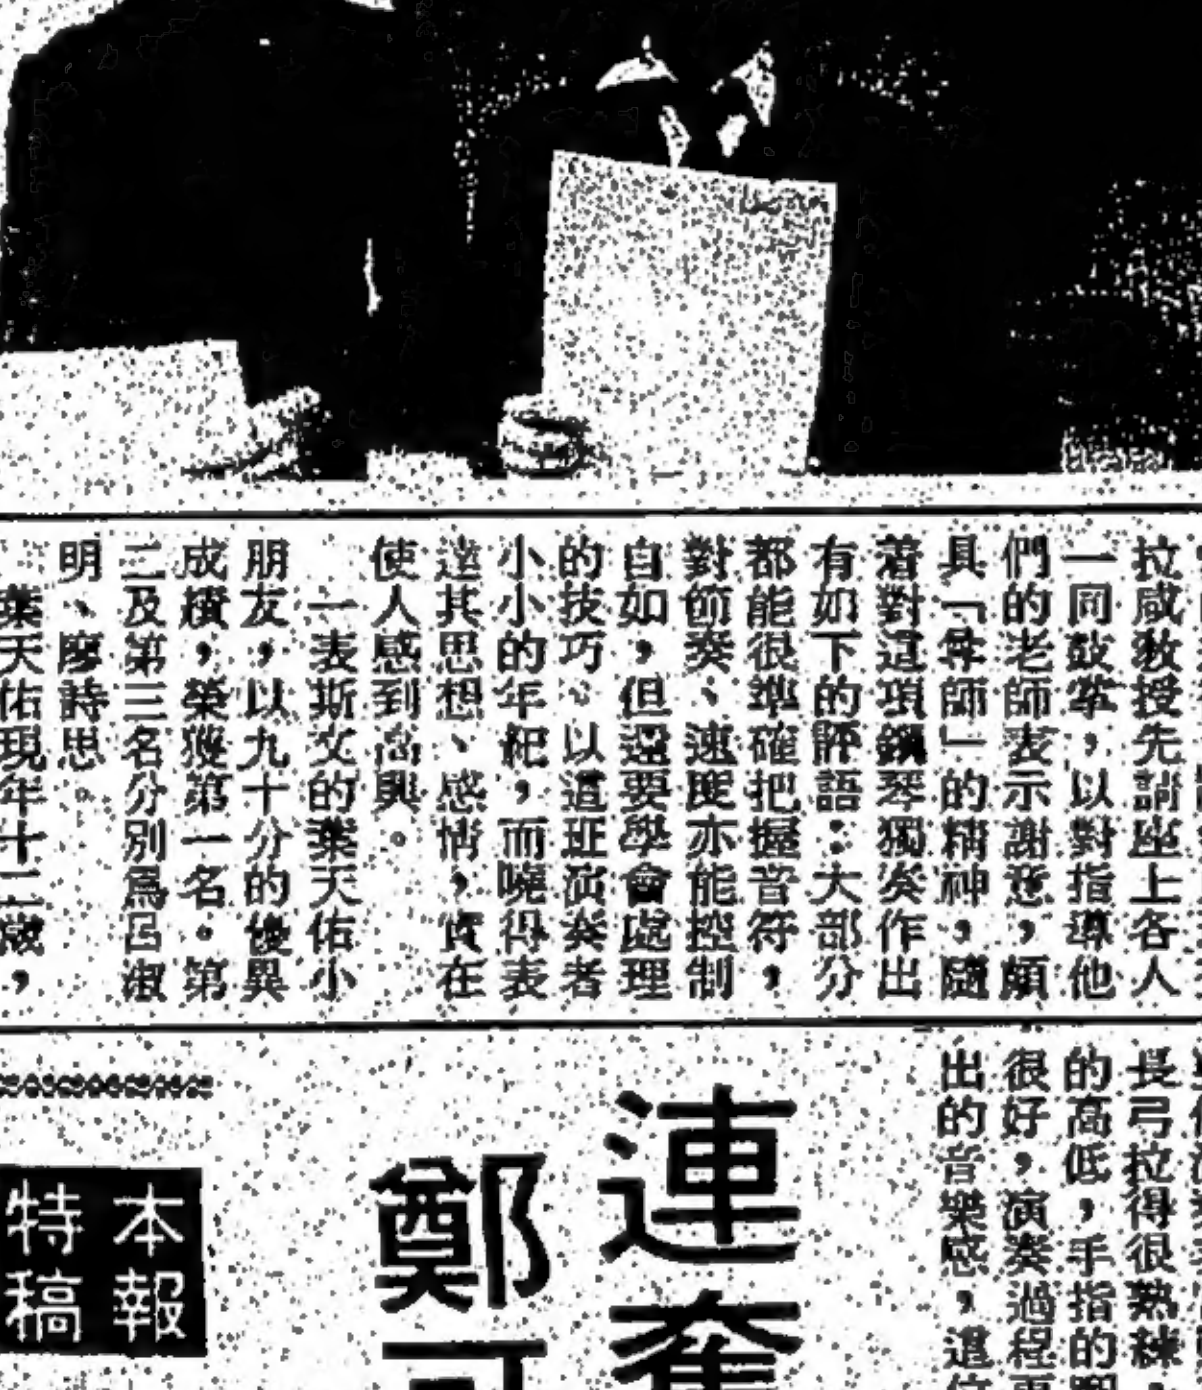 拉咸教授先請座上各人
一同鼓掌，以對指導他
們的老師表示謝意，頗
具「尊師」的精神，隨
着對這項鋼琴獨奏作出
有如下的評語：大部分
都能很準確把握音符，
對節奏、速度亦能控制
自如，但還要學會處理
的技巧、以這班演奏者
小小的年紀，而曉得表
達其思想、感情，實在
使人感到高興。
一表斯文的葉天佑小
朋友，以九十分的優異
成績，榮獲第一名。第
二及第三名分別爲呂淑
明、廖詩思。
葉天佑現年十二歲，
長弓拉得很熟練，
的高低，手指的
很好，演奏過程
出的音樂感，這
連奪
鄭
本報
特稿